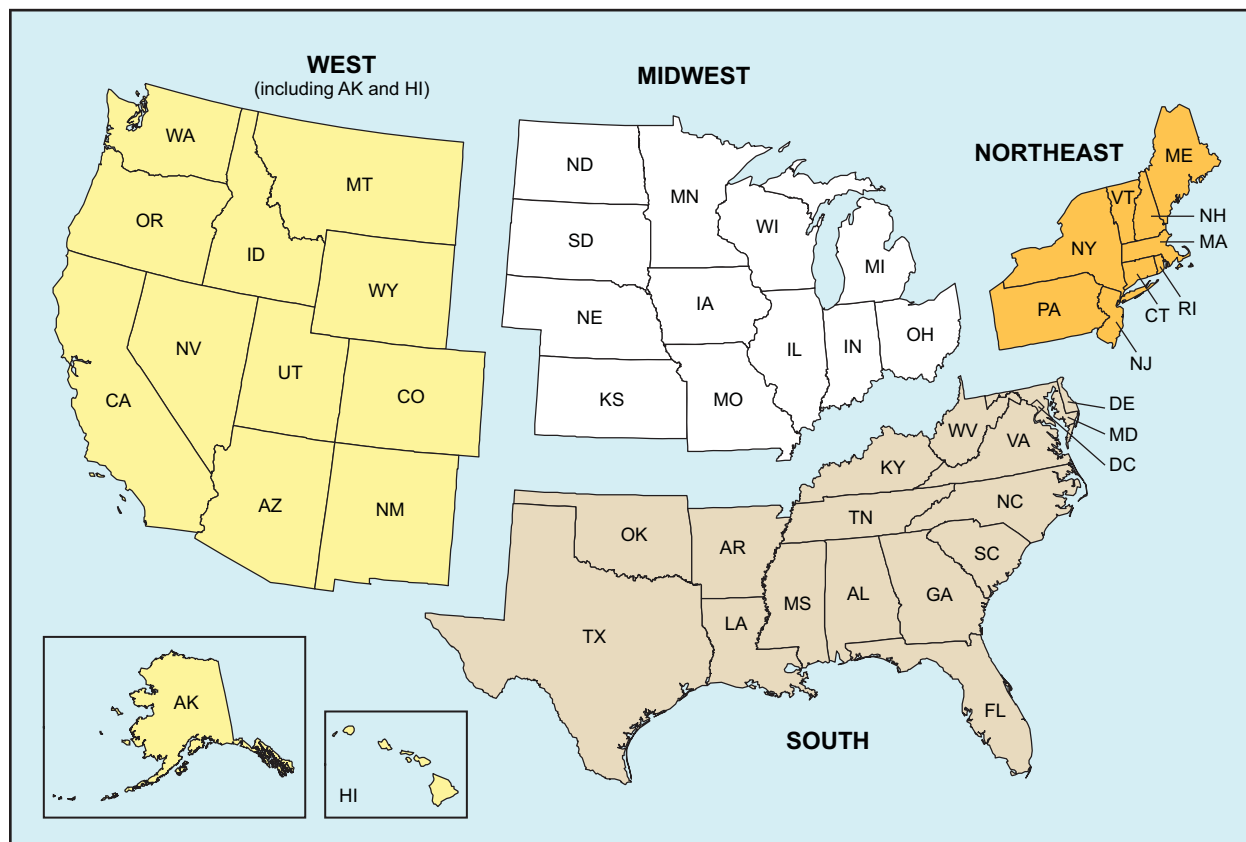 WEST
(including AK and HI)
MIDWEST
NORTHEAST
WA
MT
OR
ID
WY
NV
UT
CO
CA
AZ
NM
AK
HI
ND
MN
SD
WI
MI
NE
IA
IL
IN
OH
KS
MO
ME
VT
NH
NY
MA
PA
CT
RI
NJ
DE
MD
DC
WV
VA
KY
NC
TN
OK
AR
SC
MS
AL
GA
TX
LA
FL
SOUTH